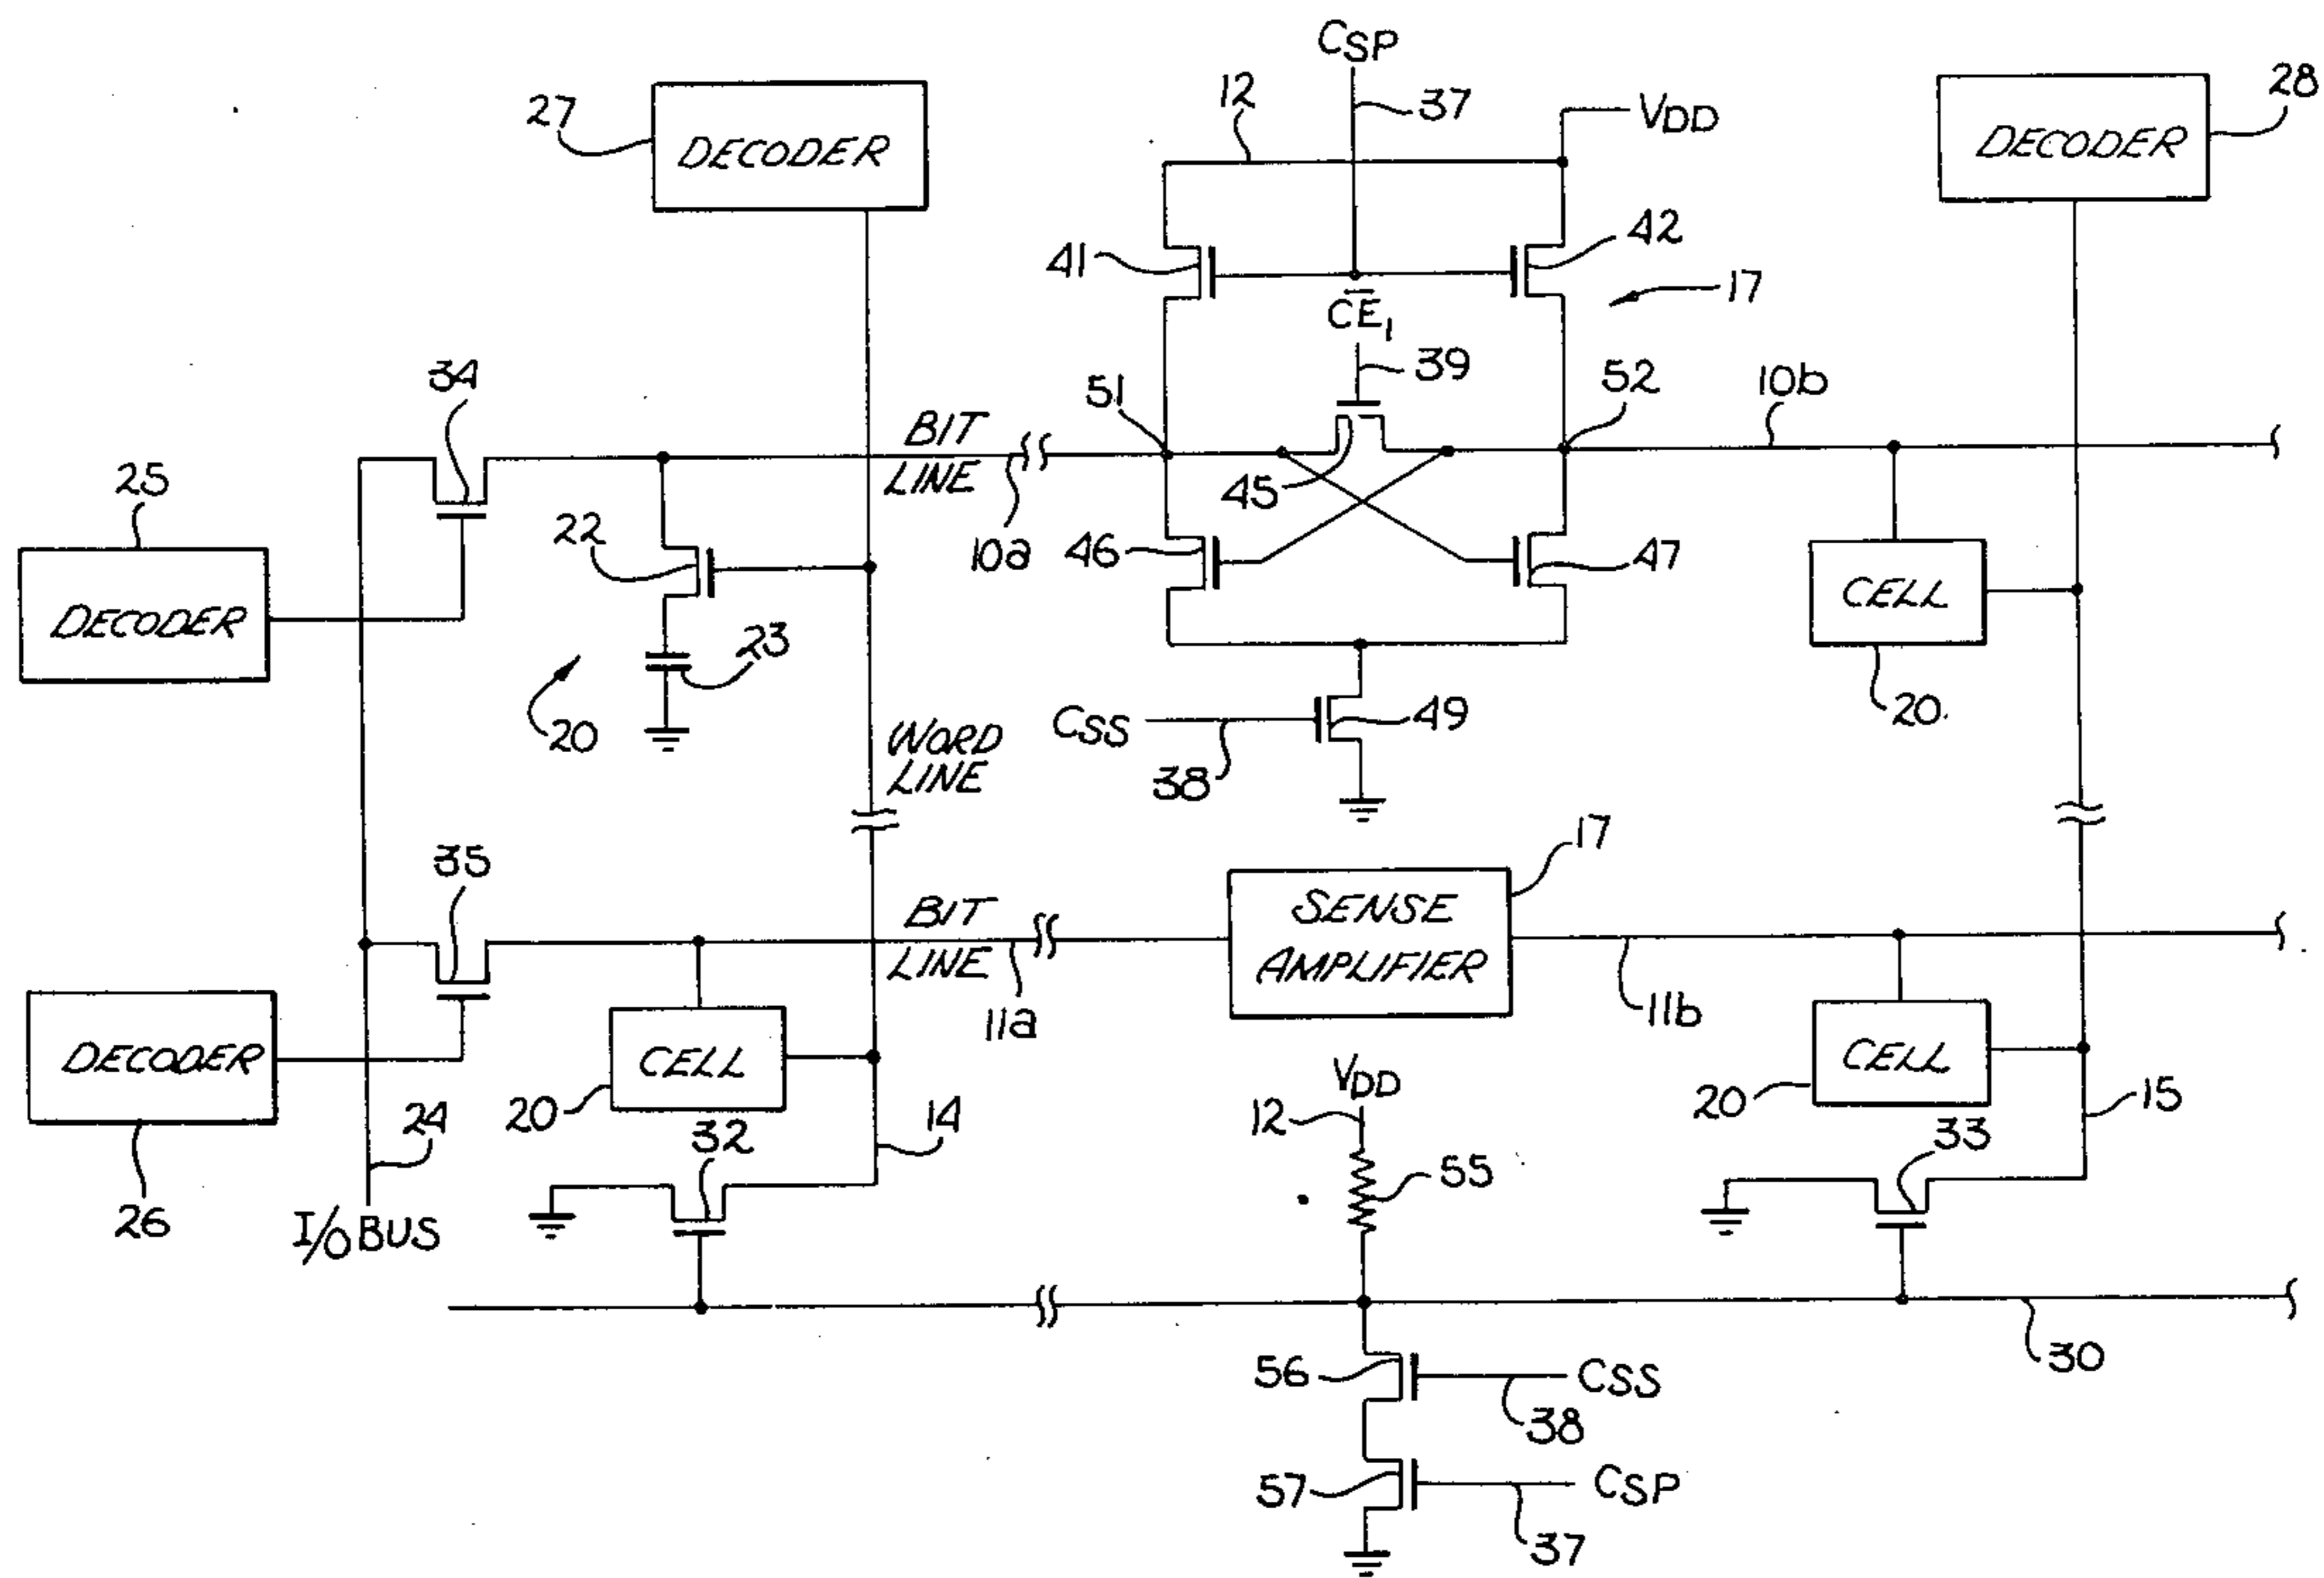 CSP
27
12
37
VDD
28
DECODER
DECODER
41
42
17
CE1
34
39
51
52
10b
BIT
LINE
25
22
45
10a
46
47
CELL
DECODER
23
20
CSS
49
20
WORD
LINE
38
35
17
BIT
LINE
SENSE
AMPLIFIER
11a
11b
DECODER
CELL
CELL
VDD
20
14
12
20
15
24
32
55
33
26
I/O BUS
56
CSS
30
38
57
CSP
37